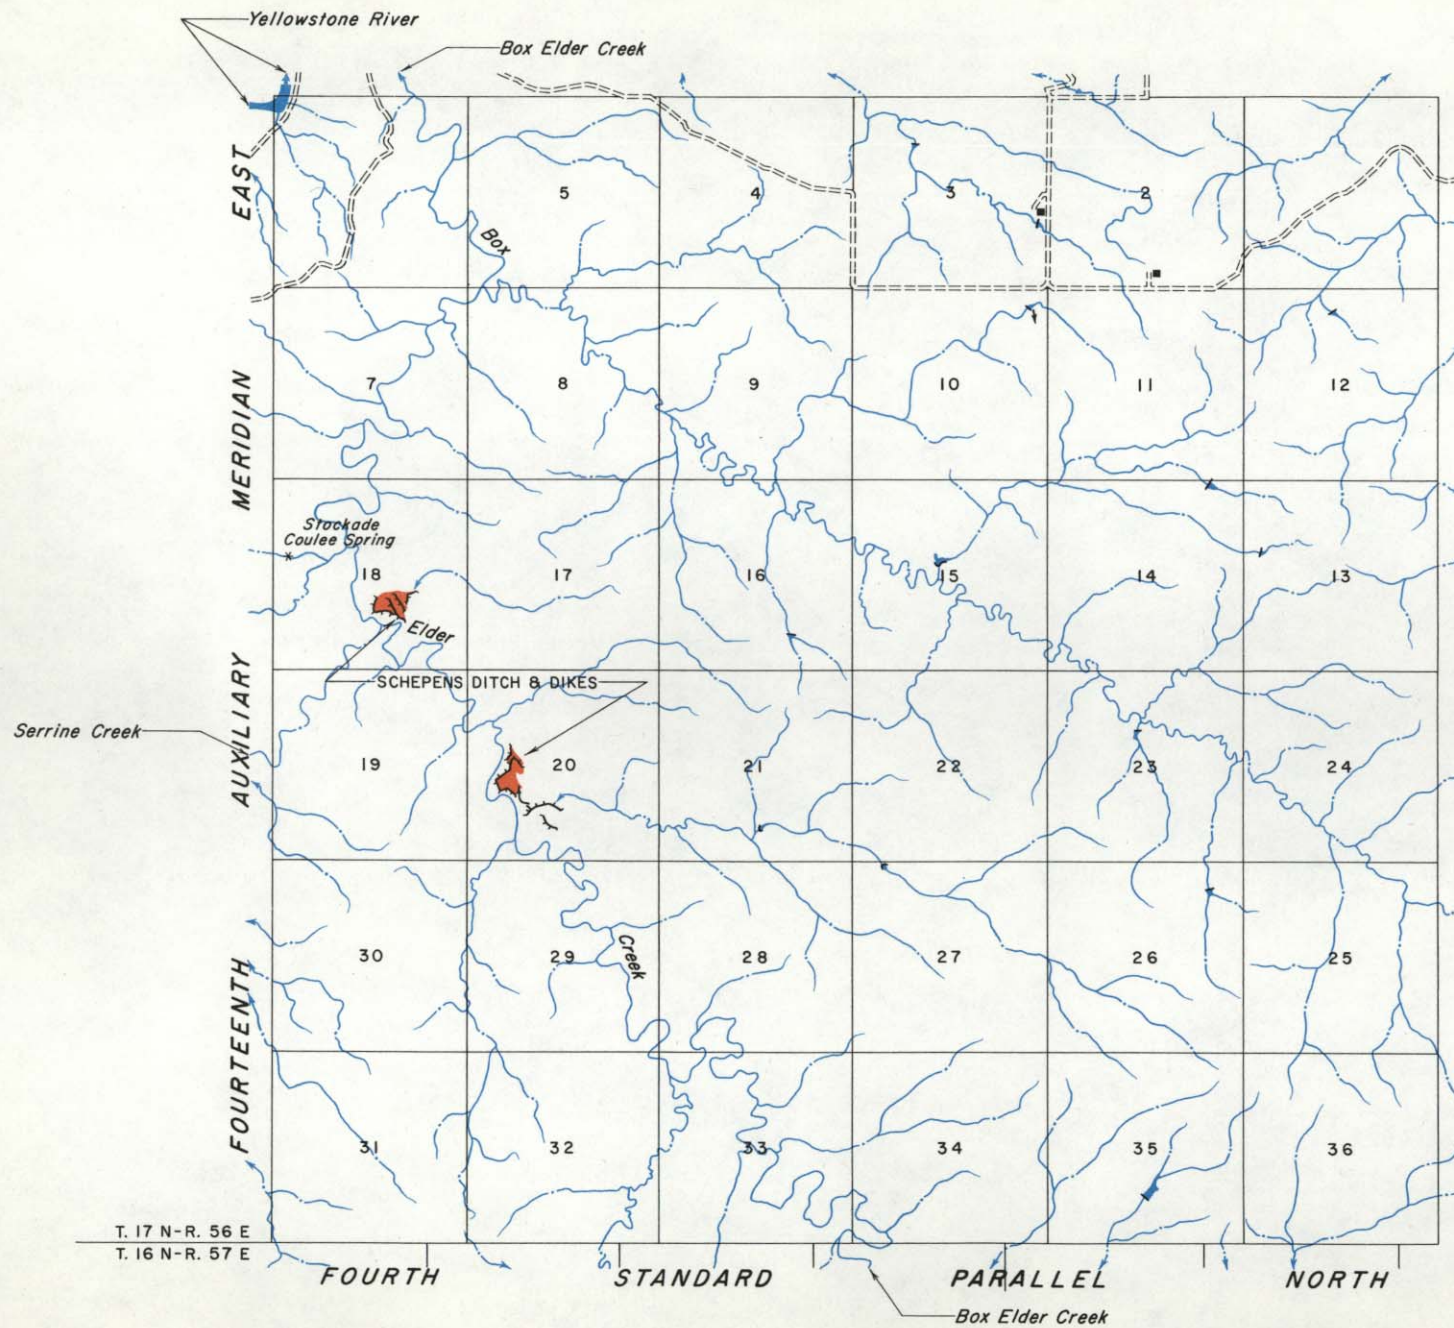 Yellowstone River
Box Elder Creek
EAST
5
4
3
2
Box
MERIDIAN
7
8
9
10
11
12
Stockade
Coulee Spring
18
17
16
15
14
13
Elder
SCHEPENS DITCH & DIKES
AUXILIARY
Serrine Creek
19
20
21
22
23
24
Creek
30
29
28
27
26
25
FOURTEENTH
31
32
33
34
35
36
T. 17 N-R. 56 E
T. 16 N-R. 57 E
FOURTH STANDARD PARALLEL NORTH
Box Elder Creek